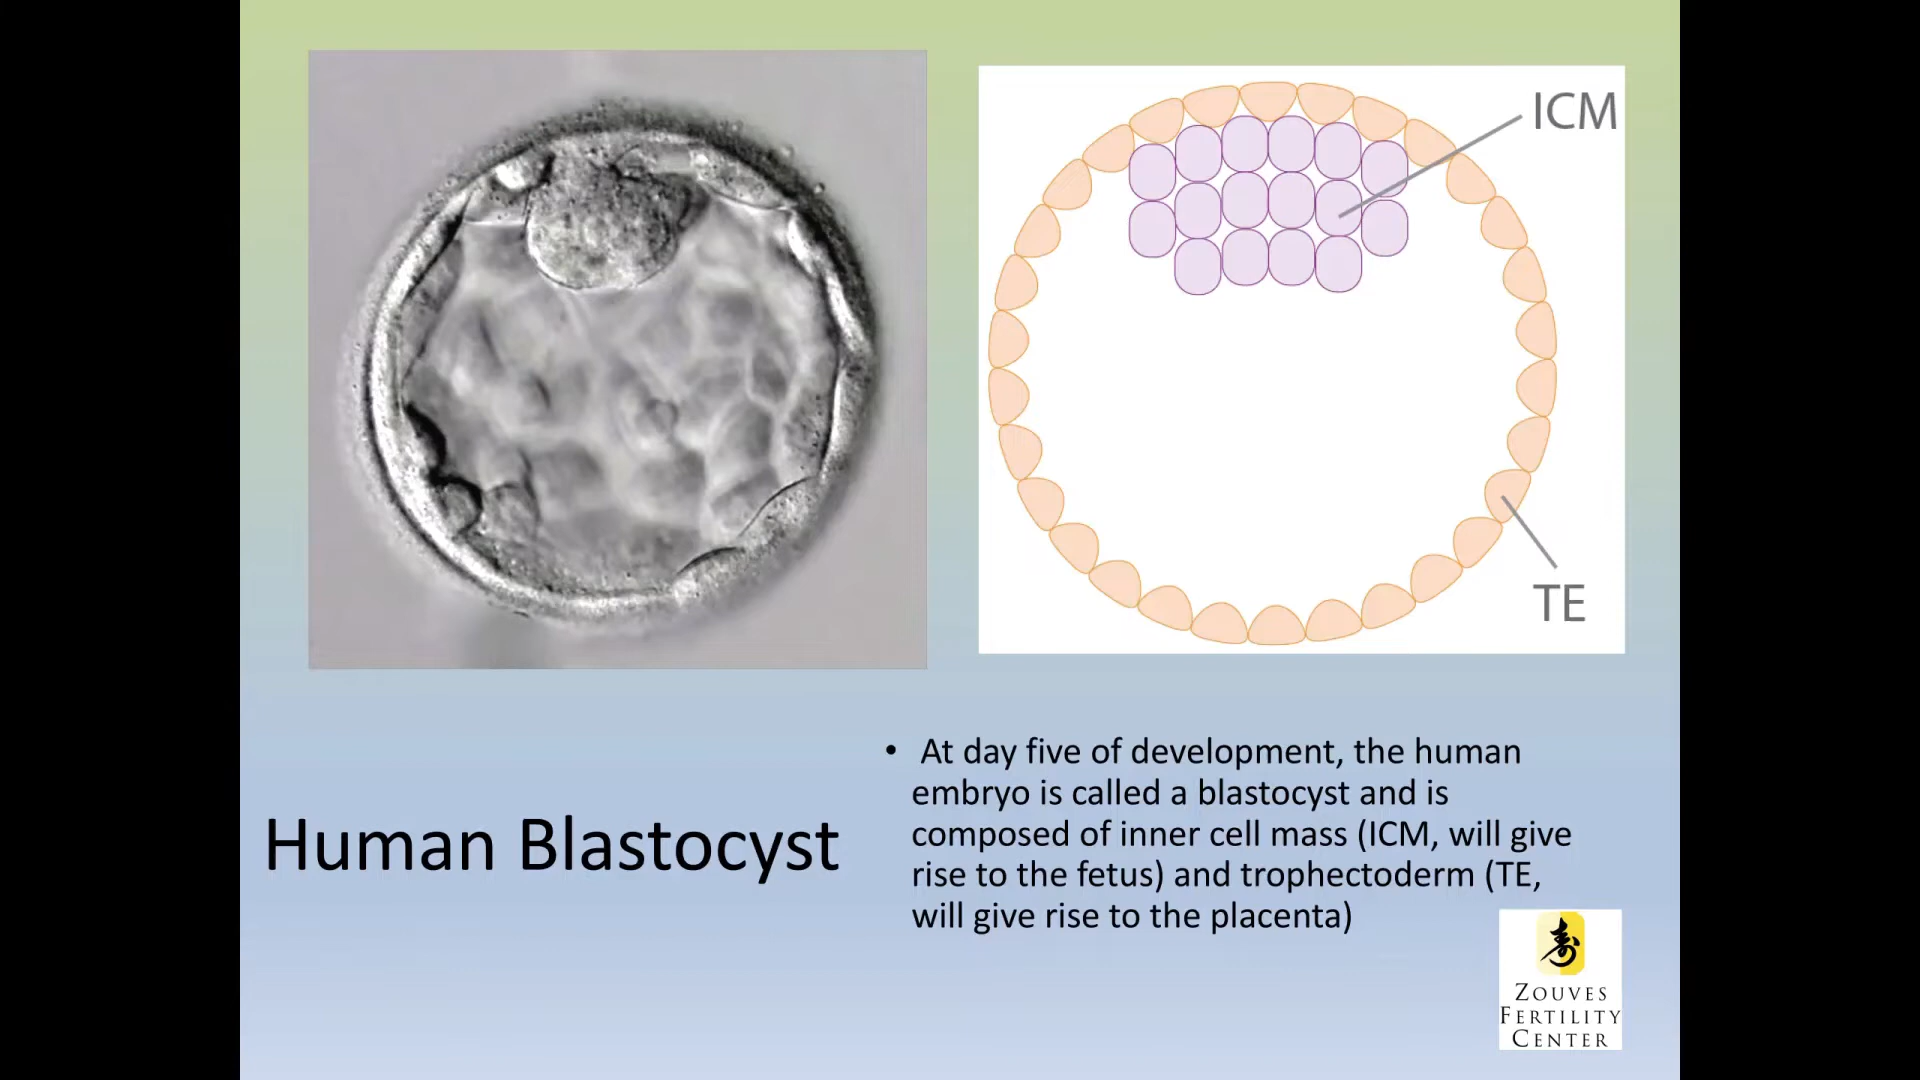 ICM
TE
Human Blastocyst
• At day five of development, the human
embryo is called a blastocyst and is
composed of inner cell mass (ICM, will give
rise to the fetus) and trophectoderm (TE,
will give rise to the placenta)
寿
ZOUVES
FERTILITY
CENTER